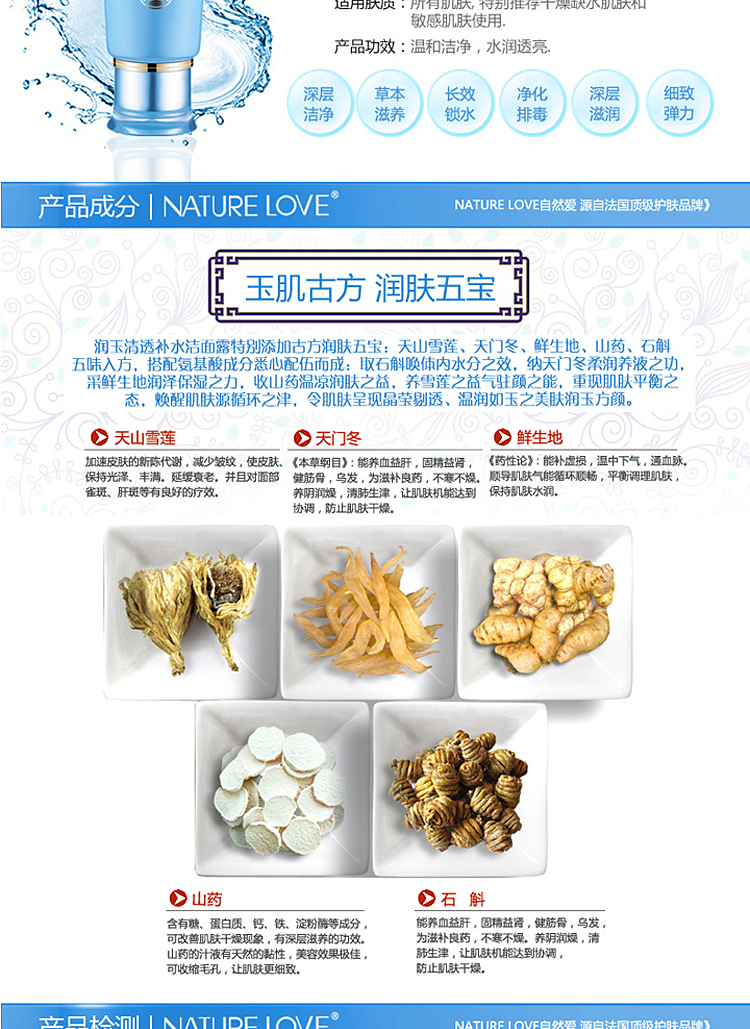 适用肤质：所有肌肤, 特别推荐干燥缺水肌肤和
敏感肌肤使用.
产品功效：温和洁净，水润透亮.
深层
洁净
草本
滋养
长效
锁水
净化
排毒
深层
滋润
细致
弹力
产品成分 | NATURE LOVE®
NATURE LOVE自然爱 源自法国顶级护肤品牌》
玉肌古方 润肤五宝
润玉清透补水洁面露特别添加古方润肤五宝：天山雪莲、天门冬、鲜生地、山药、石斛
五味入方，搭配氨基酸成分悉心配伍而成：取石斛唤体内水分之效，纳天门冬柔润养液之功，
采鲜生地润泽保湿之力，收山药温凉润肤之益，养雪莲之益气驻颜之能，重现肌肤平衡之
态，焕醒肌肤源循环之津，令肌肤呈现晶莹剔透、温润如玉之美肤润玉方颜。
天山雪莲
加速皮肤的新陈代谢，减少皱纹，使皮肤、
保持光泽、丰满。延缓衰老。并且对面部
雀斑、肝斑等有良好的疗效。
天门冬
《本草纲目》：能养血益肝，固精益肾，
健筋骨，乌发，为滋补良药，不寒不燥。
养阴润燥，清肺生津，让肌肤机能达到
协调，防止肌肤干燥。
鲜生地
《药性论》：能补虚损，温中下气，通血脉。
顺导肌肤气能循环顺畅，平衡调理肌肤，
保持肌肤水润。
山药
含有糖、蛋白质、钙、铁、淀粉酶等成分，
可改善肌肤干燥现象，有深层滋养的功效。
山药的汁液有天然的黏性，美容效果极佳，
可收缩毛孔，让肌肤更细致。
石 斛
能养血益肝，固精益肾，健筋骨，乌发，
为滋补良药，不寒不燥。养阴润燥，清
肺生津，让肌肤机能达到协调，
防止肌肤干燥。
产品检测 | NATURE LOVE®
NATURE LOVE自然爱 源自法国顶级护肤品牌》